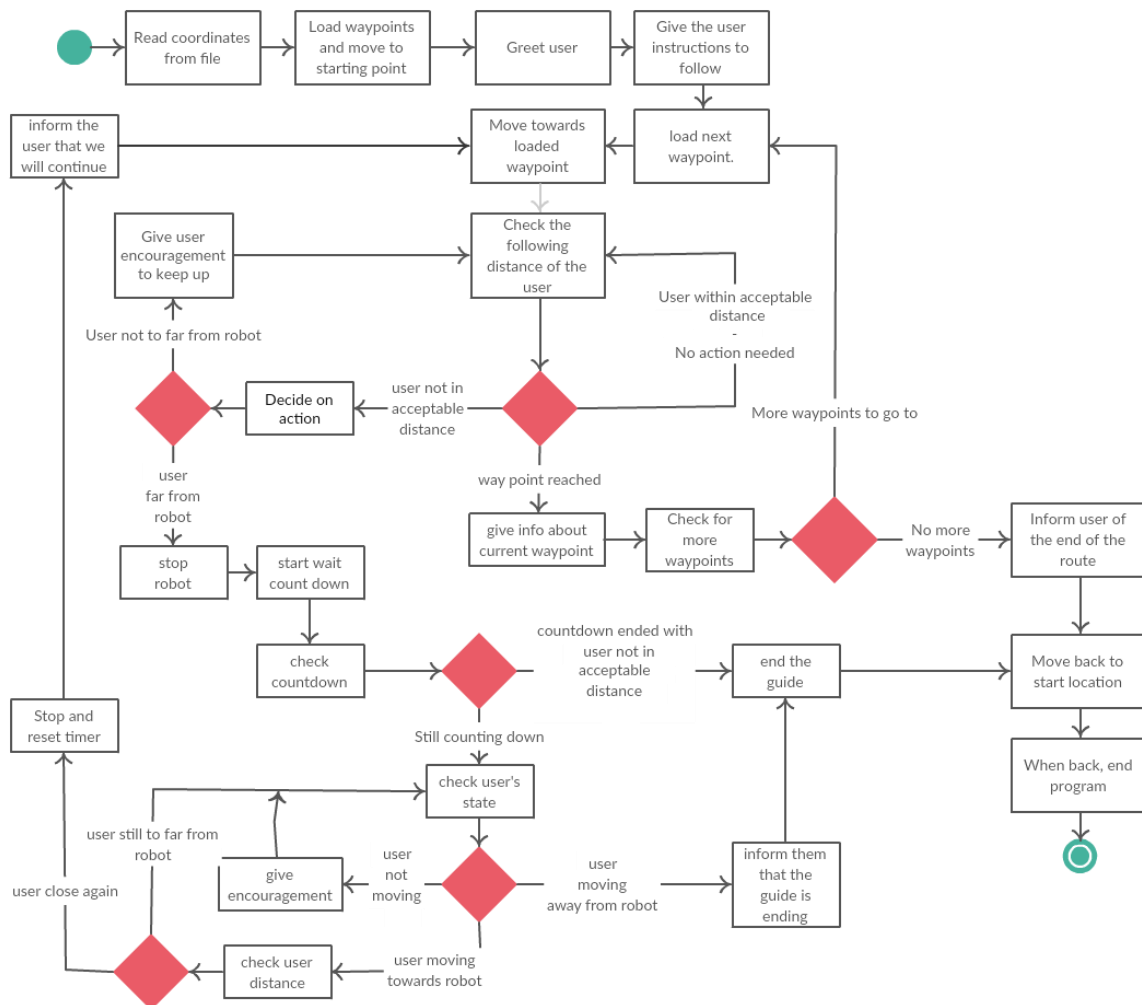 Read coordinates
from file
Load waypoints
and move to
starting point
Greet user
Give the user
instructions to
follow
inform the
user that we
will continue
Move towards
loaded
waypoint
load next
waypoint.
Give user
encouragement
to keep up
Check the
following
distance of the
user
User within acceptable
distance
-
No action needed
User not to far from robot
Decide on
action
user not in
acceptable
distance
More waypoints to go to
user
far from
robot
way point reached
give info about
current waypoint
Check for
more
waypoints
No more
waypoints
Inform user of
the end of the
route
stop
robot
start wait
count down
check
countdown
countdown ended with
user not in
acceptable
distance
end the
guide
Move back to
start location
Stop and
reset timer
Still counting down
check user's
state
When back, end
program
user still to far from
robot
user close again
give
encouragement
user
not
moving
user
moving
away from robot
inform them
that the
guide is
ending
check user
distance
user moving
towards robot